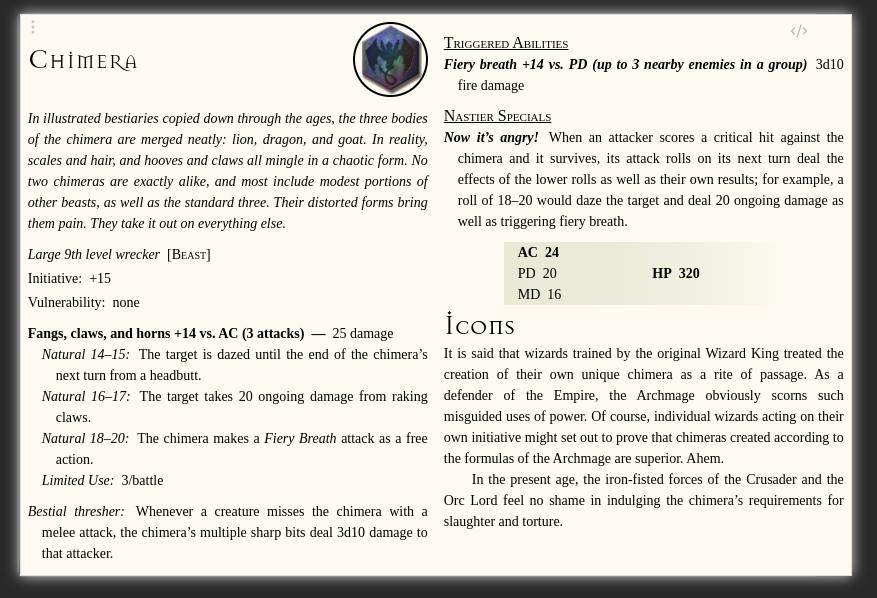 Chimera
In illustrated bestiaries copied down through the ages, the three bodies
of the chimera are merged neatly: lion, dragon, and goat. In reality,
scales and hair, and hooves and claws all mingle in a chaotic form. No
two chimeras are exactly alike, and most include modest portions of
other beasts, as well as the standard three. Their distorted forms bring
them pain. They take it out on everything else.
Large 9th level wrecker [Beast]
Initiative: +15
Vulnerability: none
Fangs, claws, and horns +14 vs. AC (3 attacks) — 25 damage
Natural 14–15: The target is dazed until the end of the chimera’s
next turn from a headbutt.
Natural 16–17: The target takes 20 ongoing damage from raking
claws.
Natural 18–20: The chimera makes a Fiery Breath attack as a free
action.
Limited Use: 3/battle
Bestial thresher: Whenever a creature misses the chimera with a
melee attack, the chimera’s multiple sharp bits deal 3d10 damage to
that attacker.
</>
Triggered Abilities
Fiery breath +14 vs. PD (up to 3 nearby enemies in a group) 3d10
fire damage
Nastier Specials
Now it’s angry! When an attacker scores a critical hit against the
chimera and it survives, its attack rolls on its next turn deal the
effects of the lower rolls as well as their own results; for example, a
roll of 18–20 would daze the target and deal 20 ongoing damage as
well as triggering fiery breath.
AC 24
PD 20 HP 320
MD 16
Icons
It is said that wizards trained by the original Wizard King treated the
creation of their own unique chimera as a rite of passage. As a
defender of the Empire, the Archmage obviously scorns such
misguided uses of power. Of course, individual wizards acting on their
own initiative might set out to prove that chimeras created according to
the formulas of the Archmage are superior. Ahem.
In the present age, the iron-fisted forces of the Crusader and the
Orc Lord feel no shame in indulging the chimera’s requirements for
slaughter and torture.